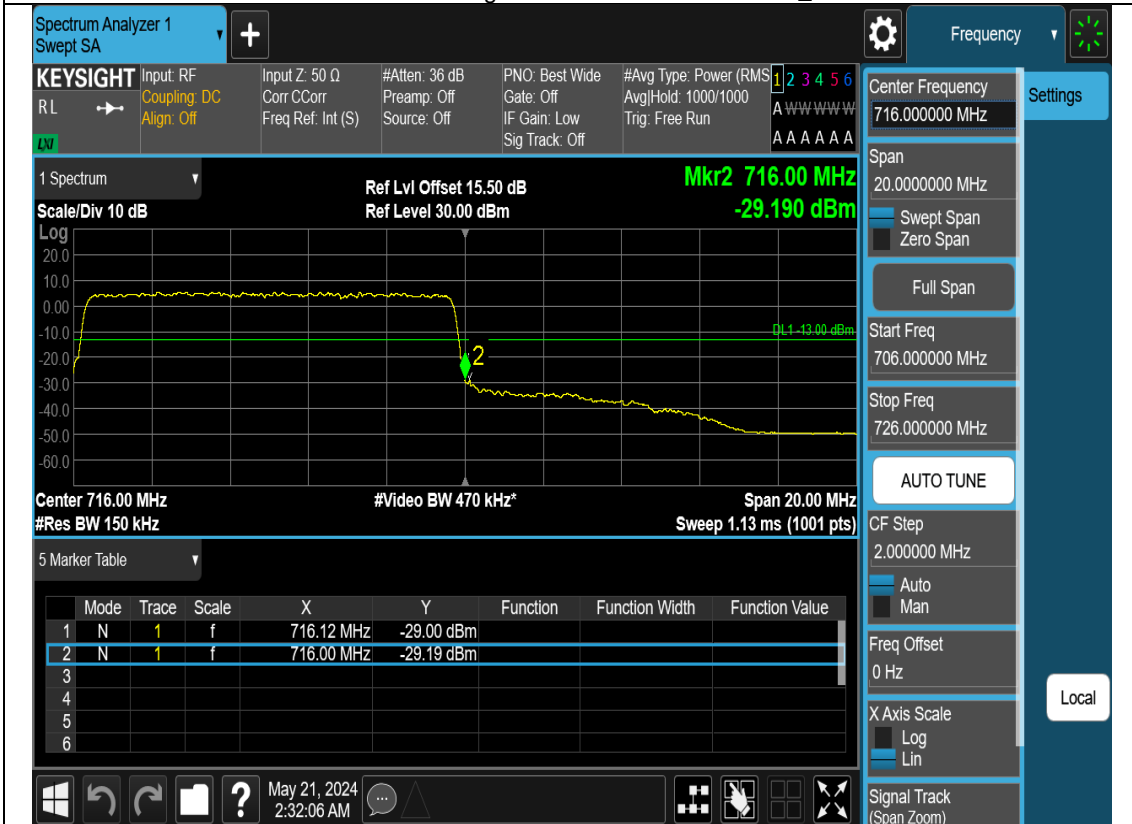 Spectrum Analyzer 1
Swept SA
+
Frequency
KEYSIGHT
RL
LXI
Input: RF
Coupling: DC
Align: Off
Input Z: 50 Ω
Corr CCorr
Freq Ref: Int (S)
#Atten: 36 dB
Preamp: Off
Source: Off
PNO: Best Wide
Gate: Off
IF Gain: Low
Sig Track: Off
#Avg Type: Power (RMS
Avg|Hold: 1000/1000
Trig: Free Run
1 2 3 4 5 6
A W W W W W
A A A A A A
1 Spectrum
Scale/Div 10 dB
Ref Lvl Offset 15.50 dB
Ref Level 30.00 dBm
Mkr2 716.00 MHz
-29.190 dBm
Log
20.0
10.0
0.00
-10.0
-20.0
-30.0
-40.0
-50.0
-60.0
DL1 -13.00 dBm
2
Center 716.00 MHz
#Video BW 470 kHz*
Span 20.00 MHz
#Res BW 150 kHz
Sweep 1.13 ms (1001 pts)
5 Marker Table
Mode Trace Scale X Y Function Function Width Function Value
1 N 1 f 716.12 MHz -29.00 dBm
2 N 1 f 716.00 MHz -29.19 dBm
3
4
5
6
May 21, 2024
2:32:06 AM
?
Center Frequency
716.000000 MHz
Settings
Span
20.0000000 MHz
Swept Span
Zero Span
Full Span
Start Freq
706.000000 MHz
Stop Freq
726.000000 MHz
AUTO TUNE
CF Step
2.000000 MHz
Auto
Man
Freq Offset
0 Hz
X Axis Scale
Log
Lin
Local
Signal Track
(Span Zoom)